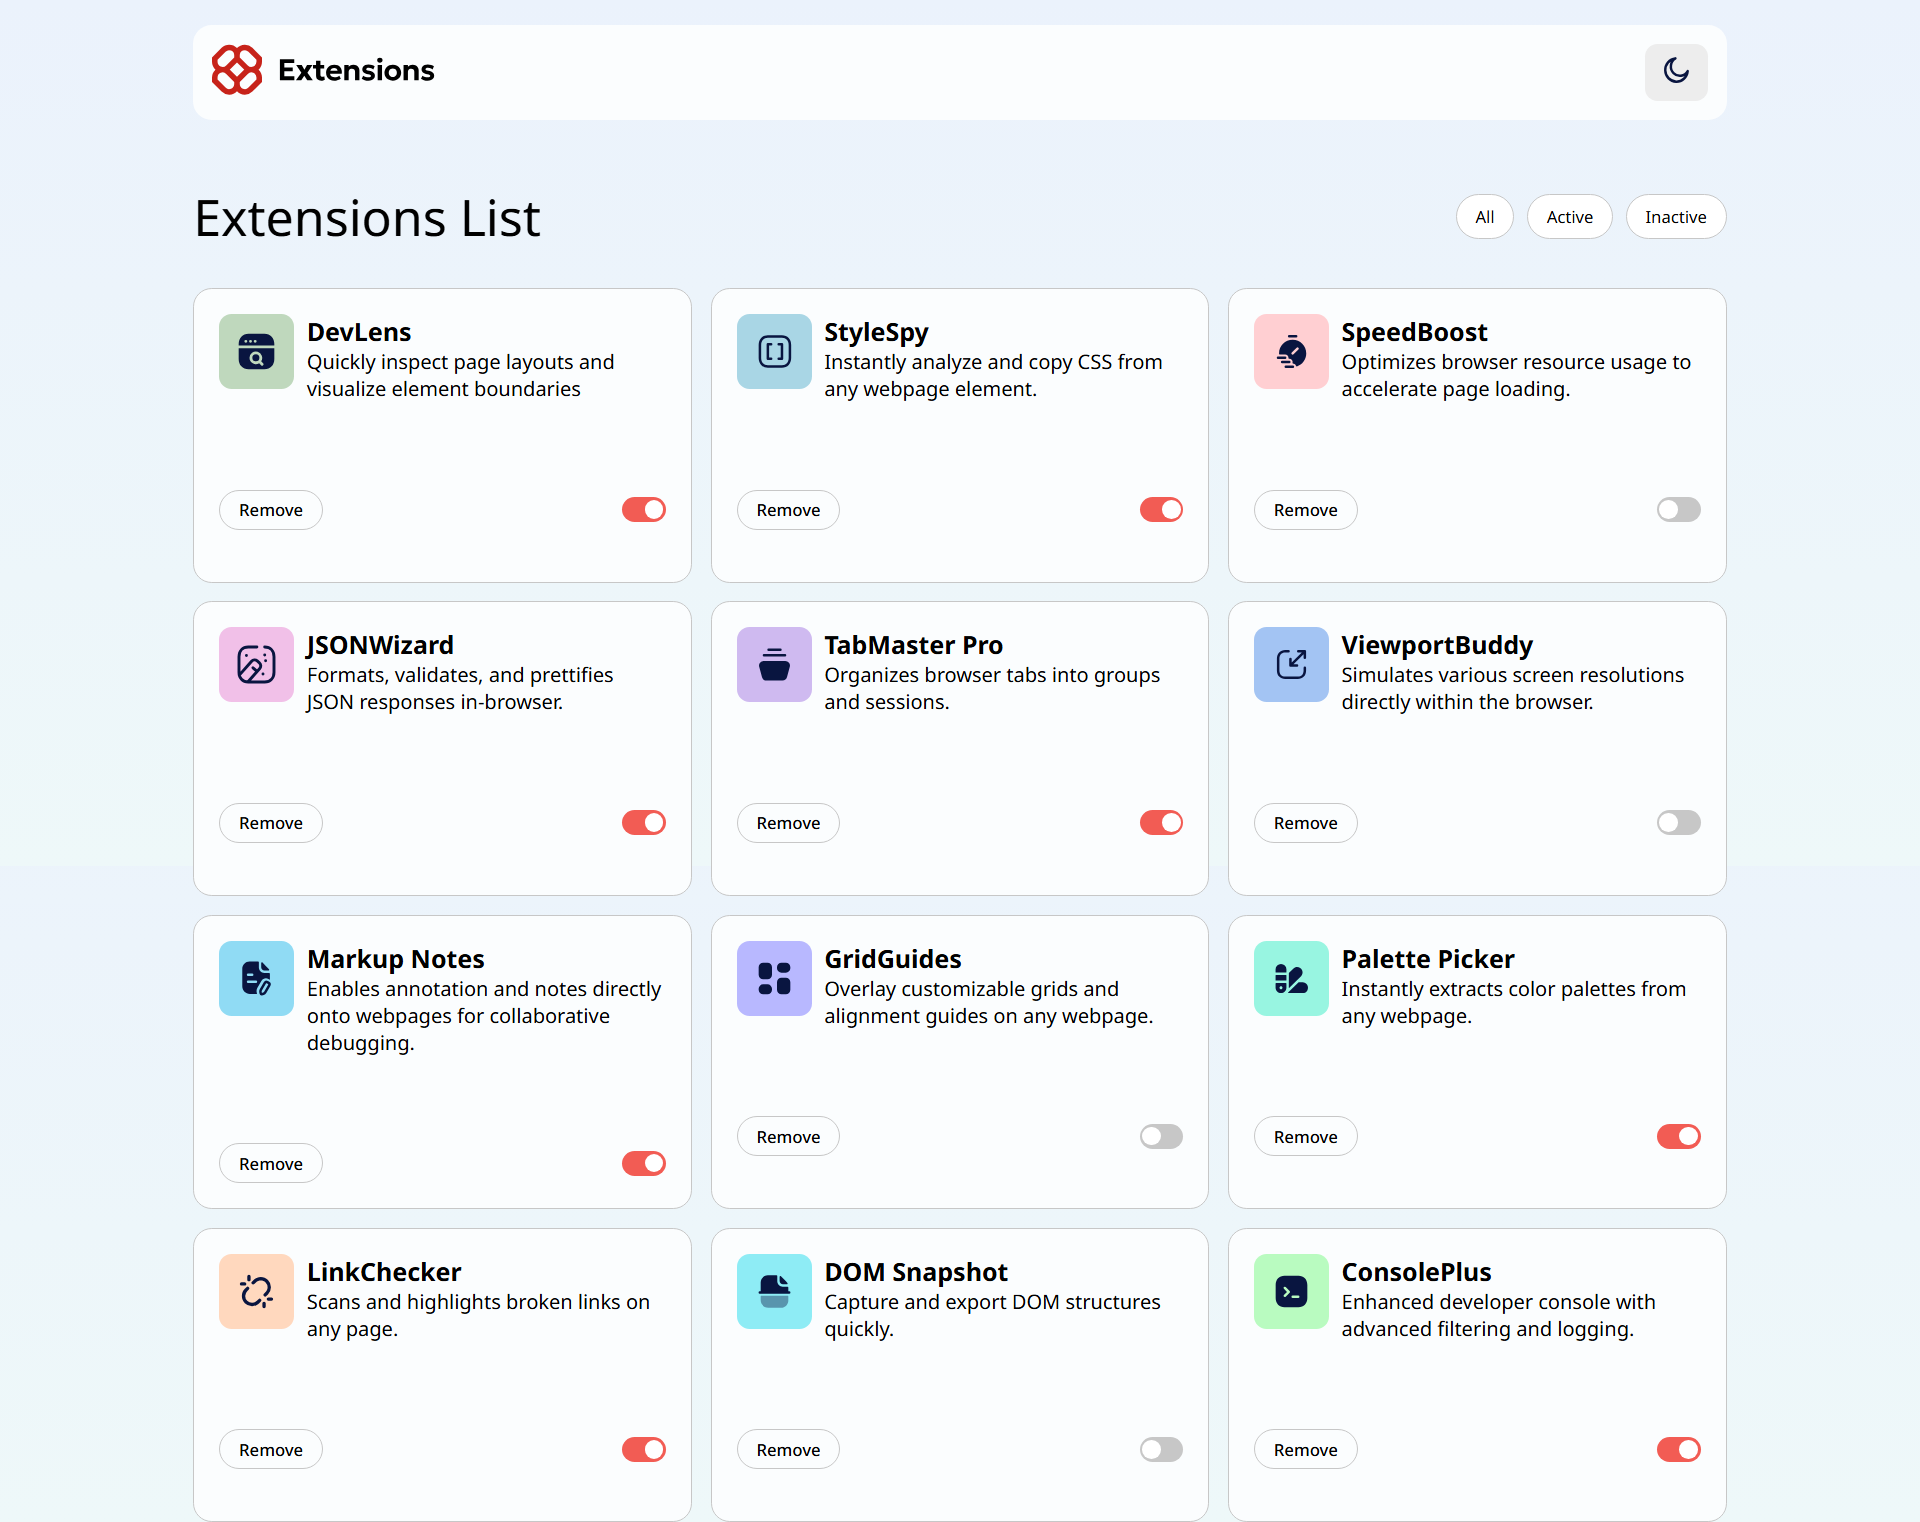 Extensions
Extensions List
All
Active
Inactive
DevLens
Quickly inspect page layouts and
visualize element boundaries
Remove
StyleSpy
Instantly analyze and copy CSS from
any webpage element.
Remove
SpeedBoost
Optimizes browser resource usage to
accelerate page loading.
Remove
JSONWizard
Formats, validates, and prettifies
JSON responses in-browser.
Remove
TabMaster Pro
Organizes browser tabs into groups
and sessions.
Remove
ViewportBuddy
Simulates various screen resolutions
directly within the browser.
Remove
Markup Notes
Enables annotation and notes directly
onto webpages for collaborative
debugging.
Remove
GridGuides
Overlay customizable grids and
alignment guides on any webpage.
Remove
Palette Picker
Instantly extracts color palettes from
any webpage.
Remove
LinkChecker
Scans and highlights broken links on
any page.
Remove
DOM Snapshot
Capture and export DOM structures
quickly.
Remove
ConsolePlus
Enhanced developer console with
advanced filtering and logging.
Remove